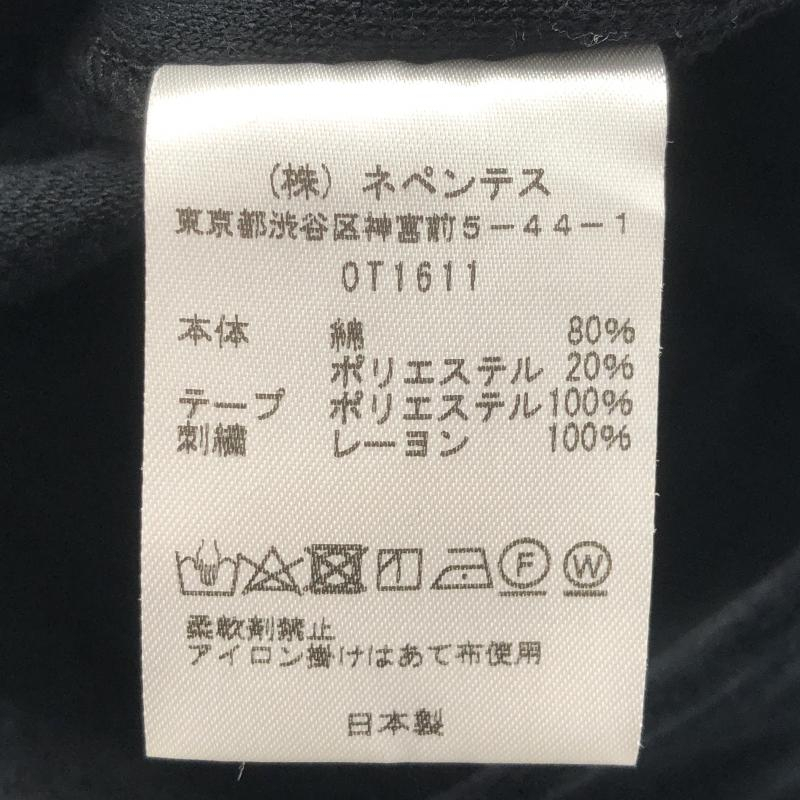 (株) ネペンテス
東京都渋谷区神宮前5-44-1
OT1611
本体 綿 80%
ポリエステル 20%
テープ ポリエステル100%
刺繍 レーヨン 100%
F W
柔軟剤禁止
アイロン掛けはあて布使用
日本製